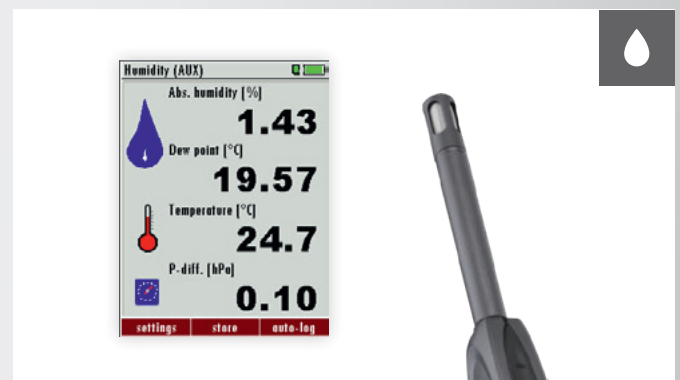 Humidity (AUX)
Abs. humidity [%]
1.43
Dew point [°C]
19.57
Temperature [°C]
24.7
P-diff. [hPa]
0.10
settings store auto-log